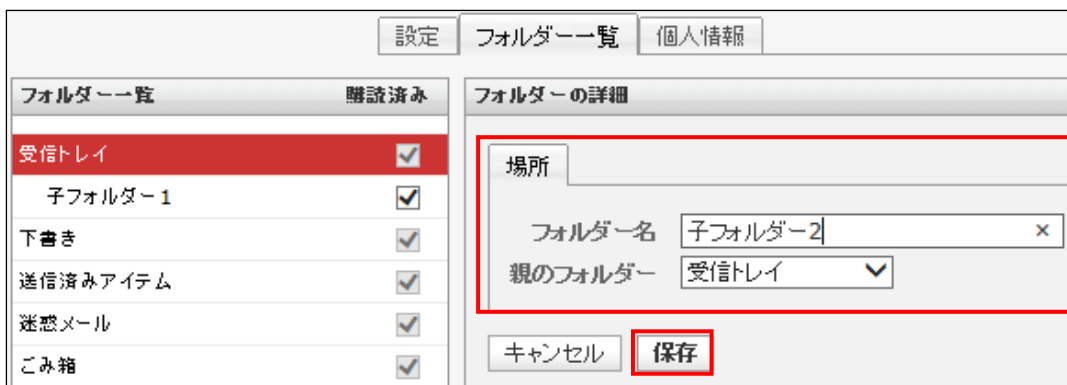 設定 フォルダー一覧 個人情報
フォルダー一覧 購読済み
受信トレイ
子フォルダー1
下書き
送信済みアイテム
迷惑メール
ごみ箱
フォルダーの詳細
場所
フォルダー名 子フォルダー2 ×
親のフォルダー 受信トレイ
キャンセル 保存